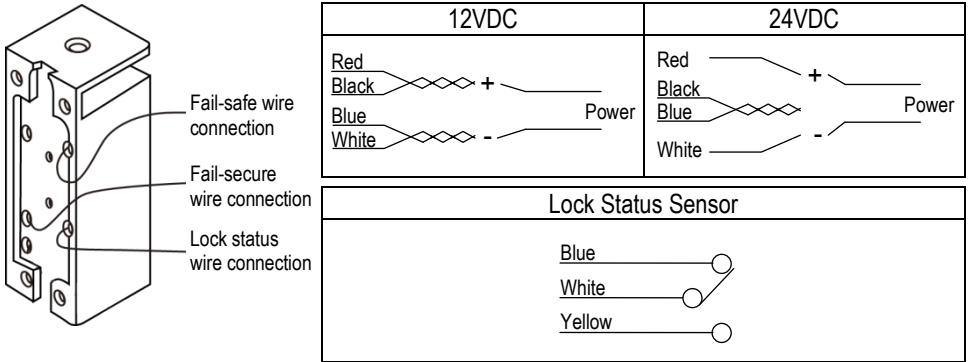 Fail-safe wire
connection
Fail-secure
wire connection
Lock status
wire connection
12VDC
Red
Black
+
Blue
White
-
Power
24VDC
Red
+
Black
Blue
White
-
Power
Lock Status Sensor
Blue
White
Yellow